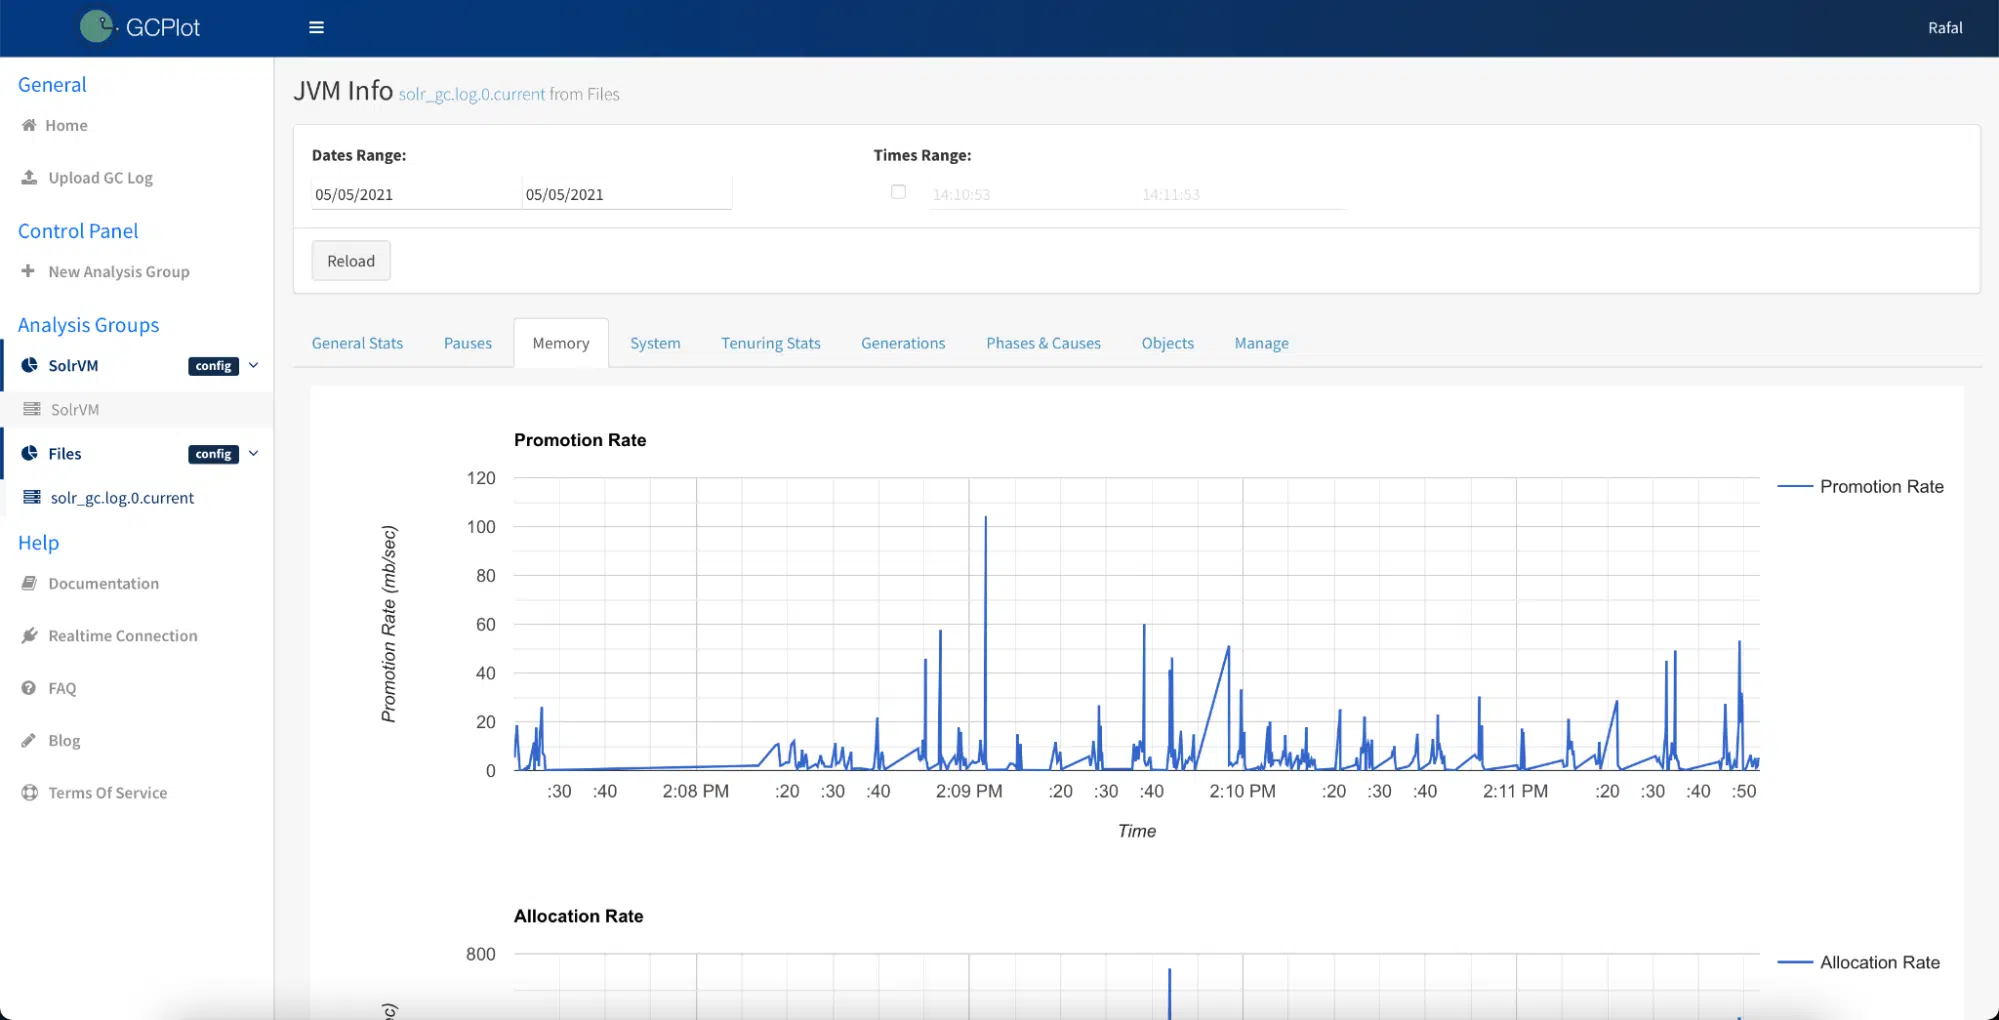 GCPlot
Rafal
General
Home
Upload GC Log
Control Panel
New Analysis Group
Analysis Groups
SolrVM config
SolrVM
Files config
solr_gc.log.0.current
Help
Documentation
Realtime Connection
FAQ
Blog
Terms Of Service
JVM Info solr_gc.log.0.current from Files
Dates Range: Times Range:
05/05/2021 05/05/2021 14:10:53 14:11:53
Reload
General Stats Pauses Memory System Tenuring Stats Generations Phases & Causes Objects Manage
Promotion Rate
120
100
80
60
40
20
0
Promotion Rate (mb/sec)
Promotion Rate
:30 :40 2:08 PM :20 :30 :40 2:09 PM :20 :30 :40 2:10 PM :20 :30 :40 2:11 PM :20 :30 :40 :50
Time
Allocation Rate
800
Allocation Rate